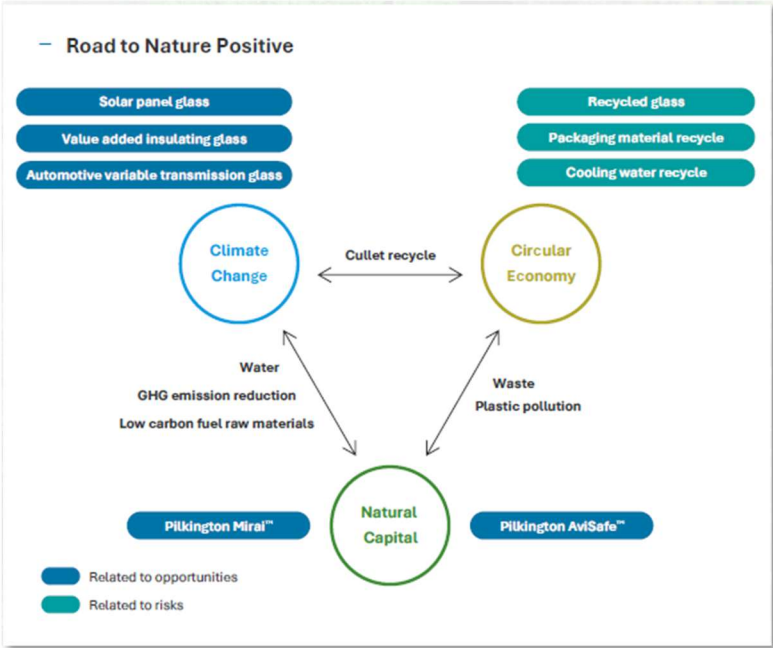 Road to Nature Positive
Solar panel glass
Value added insulating glass
Automotive variable transmission glass
Recycled glass
Packaging material recycle
Cooling water recycle
Climate
Change
Cullet recycle
Circular
Economy
Water
GHG emission reduction
Low carbon fuel raw materials
Waste
Plastic pollution
Pilkington Mirai™
Natural
Capital
Pilkington AviSafe™
Related to opportunities
Related to risks